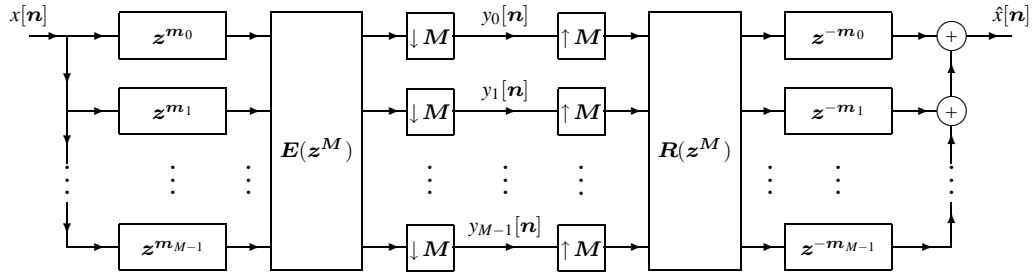 x[n] z^{m_0} ↓M y_0[n] ↑M z^{-m_0} + x̂[n]
z^{m_1} ↓M y_1[n] ↑M z^{-m_1} +
E(z^M) R(z^M)
z^{m_{M-1}} ↓M y_{M-1}[n] ↑M z^{-m_{M-1}}